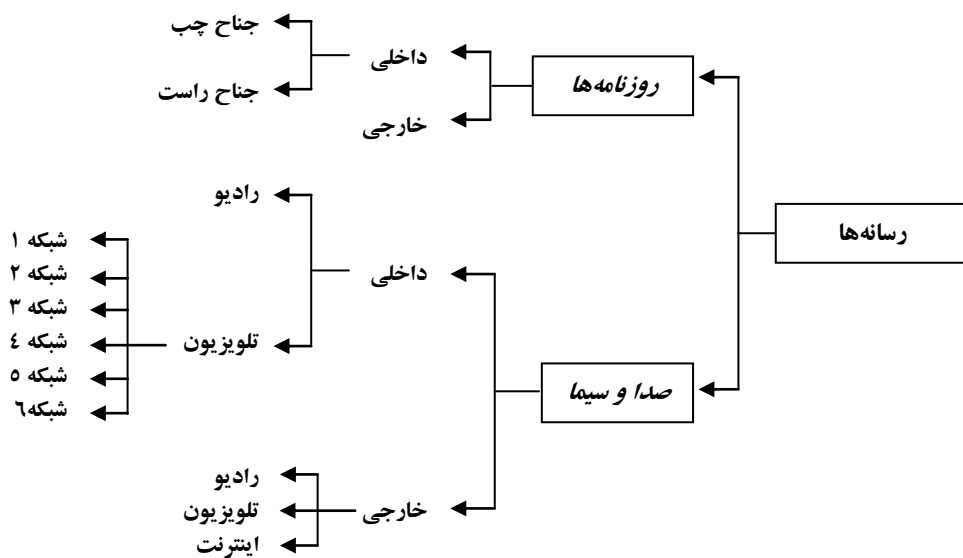 رسانه‌ها
روزنامه‌ها
داخلی
جناح چپ
جناح راست
خارجی
صدا و سیما
داخلی
رادیو
تلویزیون
شبکه ۱
شبکه ۲
شبکه ۳
شبکه ٤
شبکه ٥
شبکه٦
خارجی
رادیو
تلویزیون
اینترنت